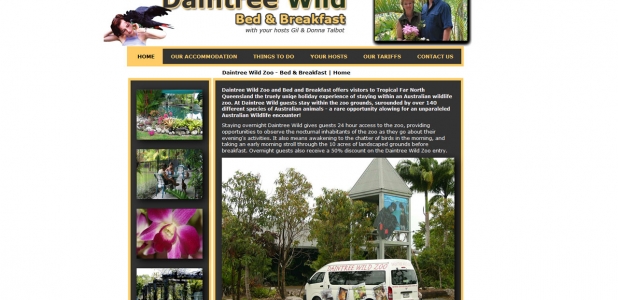 Daintree Wild
Bed & Breakfast
with your hosts Gil & Donna Talbot
HOME OUR ACCOMMODATION THINGS TO DO YOUR HOSTS OUR TARIFFS CONTACT US
Daintree Wild Zoo - Bed & Breakfast | Home
Daintree Wild Zoo and Bed and Breakfast offers vistors to Tropical Far North
Queensland the truely uniqe holiday experience of staying within an Australian wildlife
zoo. At Daintree Wild guests stay within the zoo grounds, surounded by over 140
different species of Australian animals - a rare opportunity alowing for an unparaleled
Australian Wildlife encounter!
Staying overnight Daintree Wild gives guests 24 hour access to the zoo, providing
opportunities to observe the nocturnal inhabitants of the zoo as they go about their
evening's activities. It also means awakening to the chatter of birds in the morning, and
taking an early morning stroll through the 10 acres of landscaped grounds before
breakfast. Overnight guests also receive a 50% discount on the Daintree Wild Zoo entry.
DAINTREE WILD ZOO